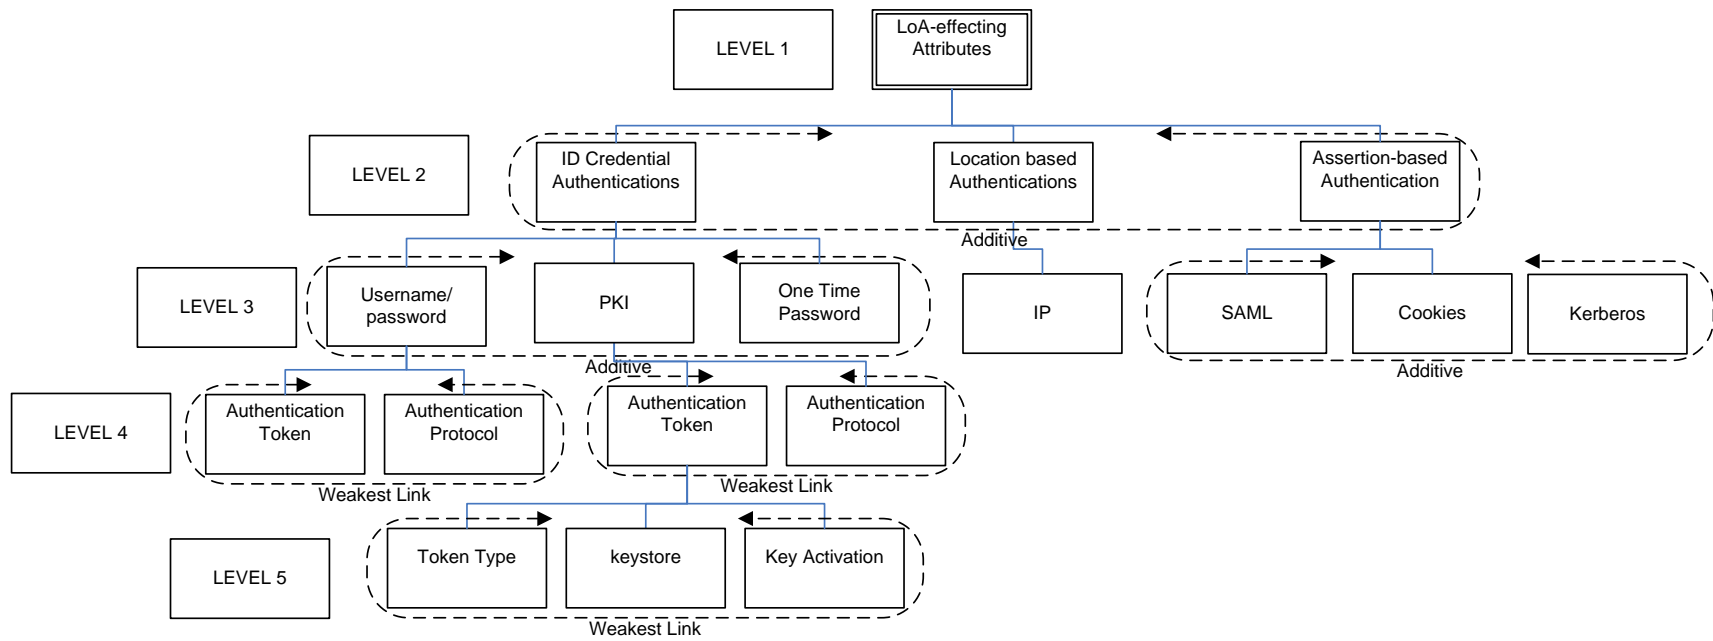 LEVEL 1
LoA-effecting
Attributes
LEVEL 2
ID Credential
Authentications
Location based
Authentications
Assertion-based
Authentication
Additive
LEVEL 3
Username/
password
PKI
One Time
Password
IP
SAML
Cookies
Kerberos
Additive
Additive
LEVEL 4
Authentication
Token
Authentication
Protocol
Authentication
Token
Authentication
Protocol
Weakest Link
Weakest Link
LEVEL 5
Token Type
keystore
Key Activation
Weakest Link